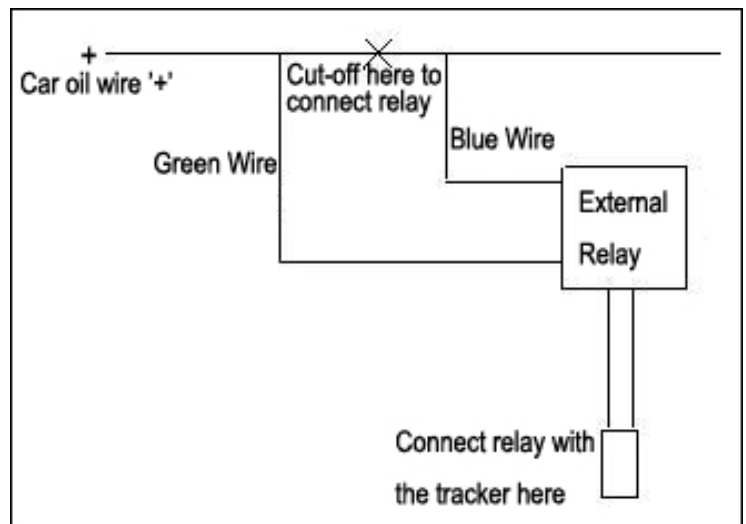 +
Car oil wire '+'
Cut-off here to
connect relay
Green Wire
Blue Wire
External
Relay
Connect relay with
the tracker here